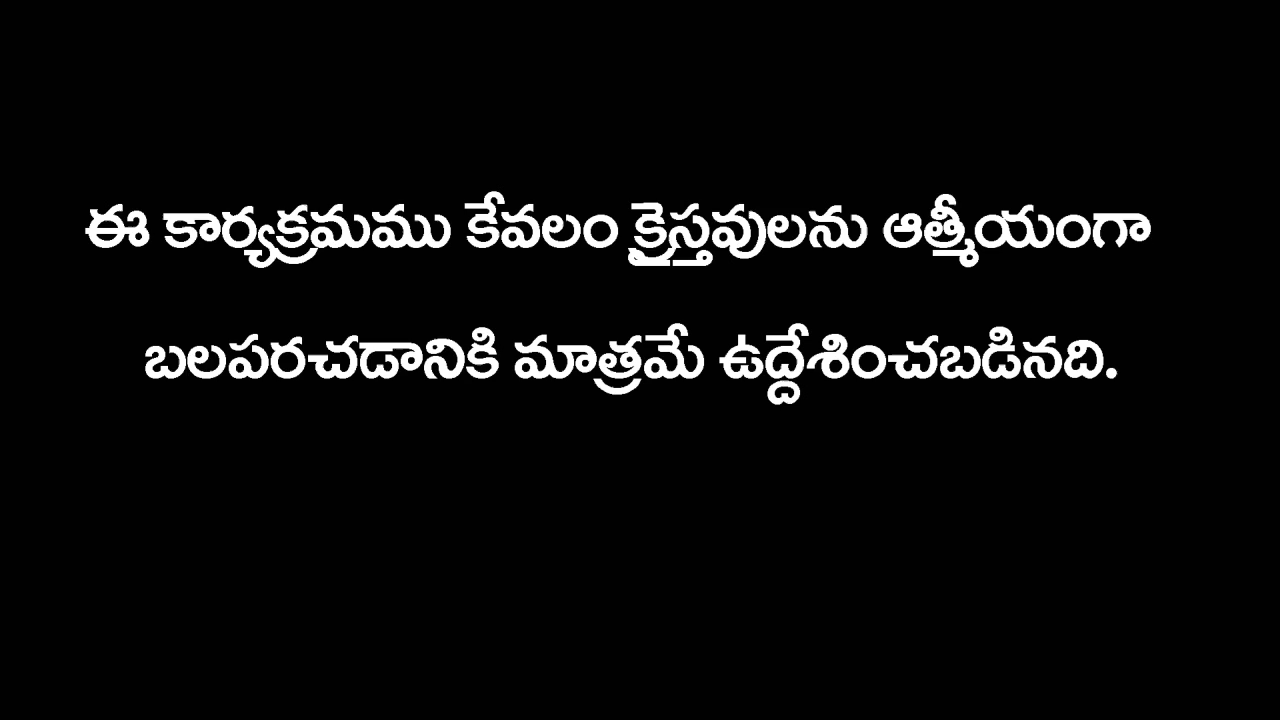 ఈ కార్యక్రమము కేవలం క్రైస్తవులను ఆత్మీయంగా
బలపరచడానికి మాత్రమే ఉద్దేశించబడినది.